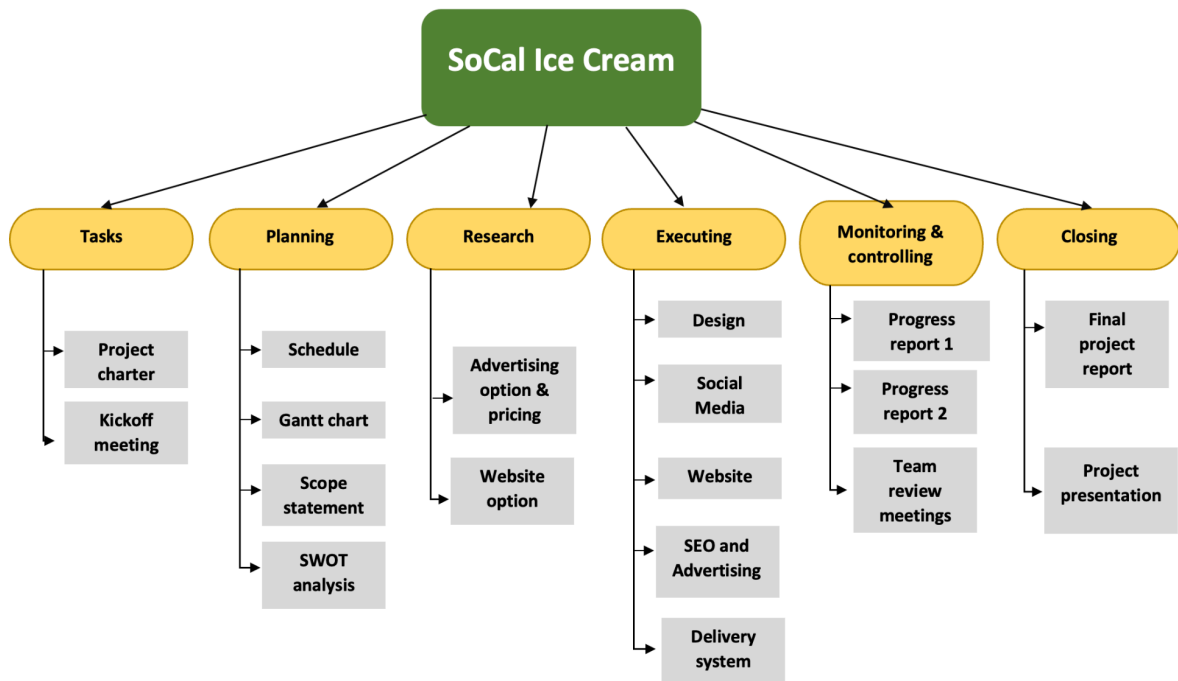 SoCal Ice Cream
Tasks
Project
charter
Kickoff
meeting
Planning
Schedule
Gantt chart
Scope
statement
SWOT
analysis
Research
Advertising
option &
pricing
Website
option
Executing
Design
Social
Media
Website
SEO and
Advertising
Delivery
system
Monitoring &
controlling
Progress
report 1
Progress
report 2
Team
review
meetings
Closing
Final
project
report
Project
presentation